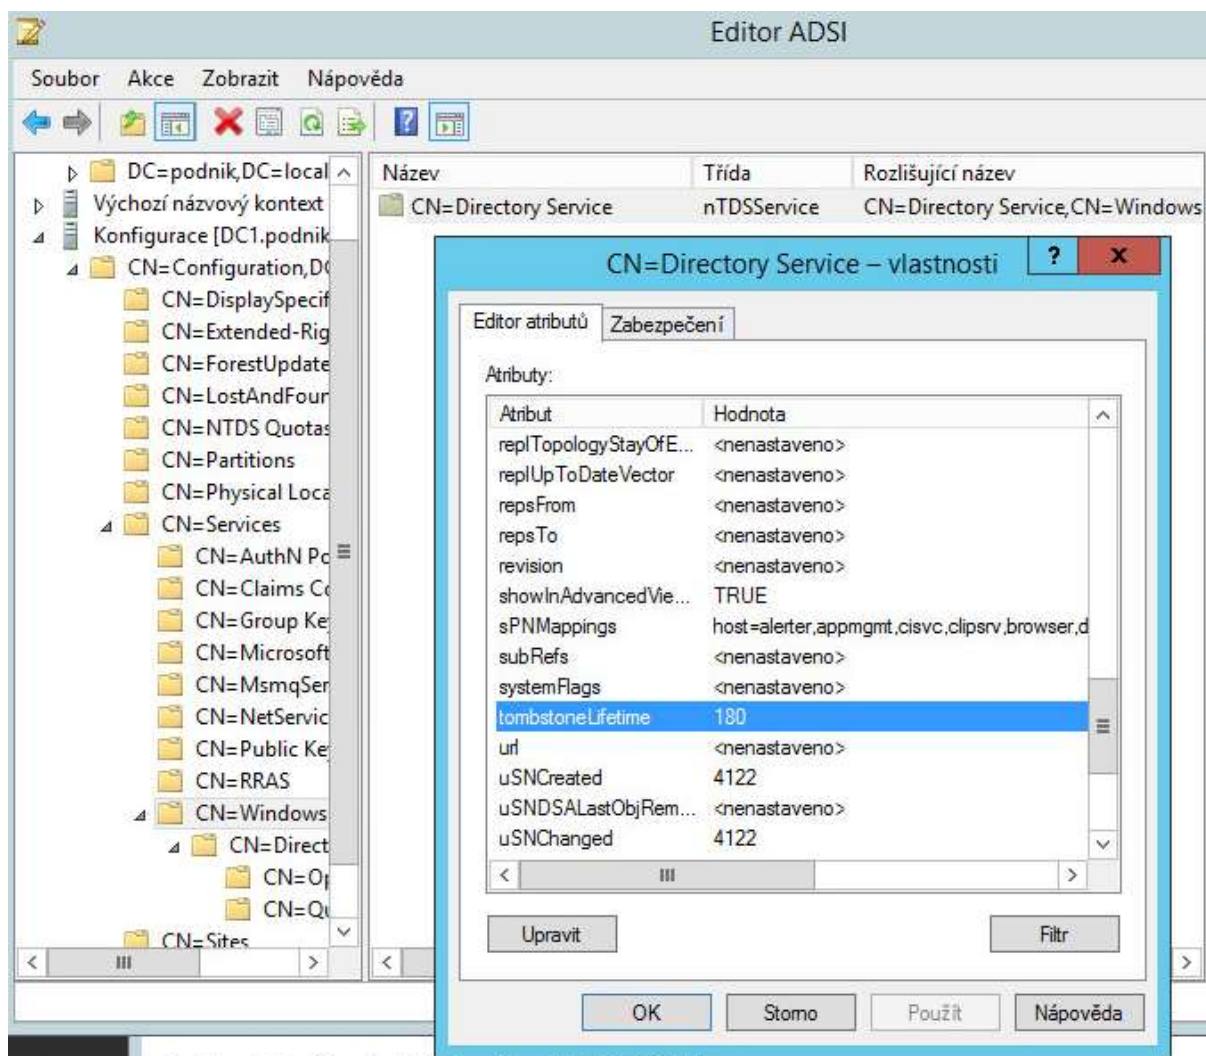 Editor ADSI
Soubor Akce Zobrazit Nápověda
DC=podnik,DC=local
Výchozí názvový kontext
Konfigurace [DC1.podnik
CN=Configuration,D
CN=DisplaySpecif
CN=Extended-Rig
CN=ForestUpdate
CN=LostAndFoun
CN=NTDS Quotas
CN=Partitions
CN=Physical Loca
CN=Services
CN=AuthN Po
CN=Claims Co
CN=Group Ke
CN=Microsoft
CN=MsmqSer
CN=NetServic
CN=Public Ke
CN=RRAS
CN=Windows
CN=Direct
CN=Op
CN=Qu
CN=Sites
Název Třída Rozlišující název
CN=Directory Service nTDSService CN=Directory Service,CN=Windows
CN=Directory Service – vlastnosti ? x
Editor atributů Zabezpečení
Atributy:
Atribut Hodnota
replTopologyStayOfE... <nenastaveno>
replUpToDateVector <nenastaveno>
repsFrom <nenastaveno>
repsTo <nenastaveno>
revision <nenastaveno>
showInAdvancedVie... TRUE
sPNMappings host=alerter,appmgmt,cisvc,clipsrv,browser,d
subRefs <nenastaveno>
systemFlags <nenastaveno>
tombstoneLifetime 180
url <nenastaveno>
uSNCreated 4122
uSNDSALastObjRem... <nenastaveno>
uSNChanged 4122
Upravit Filtr
OK Storno Použít Nápověda